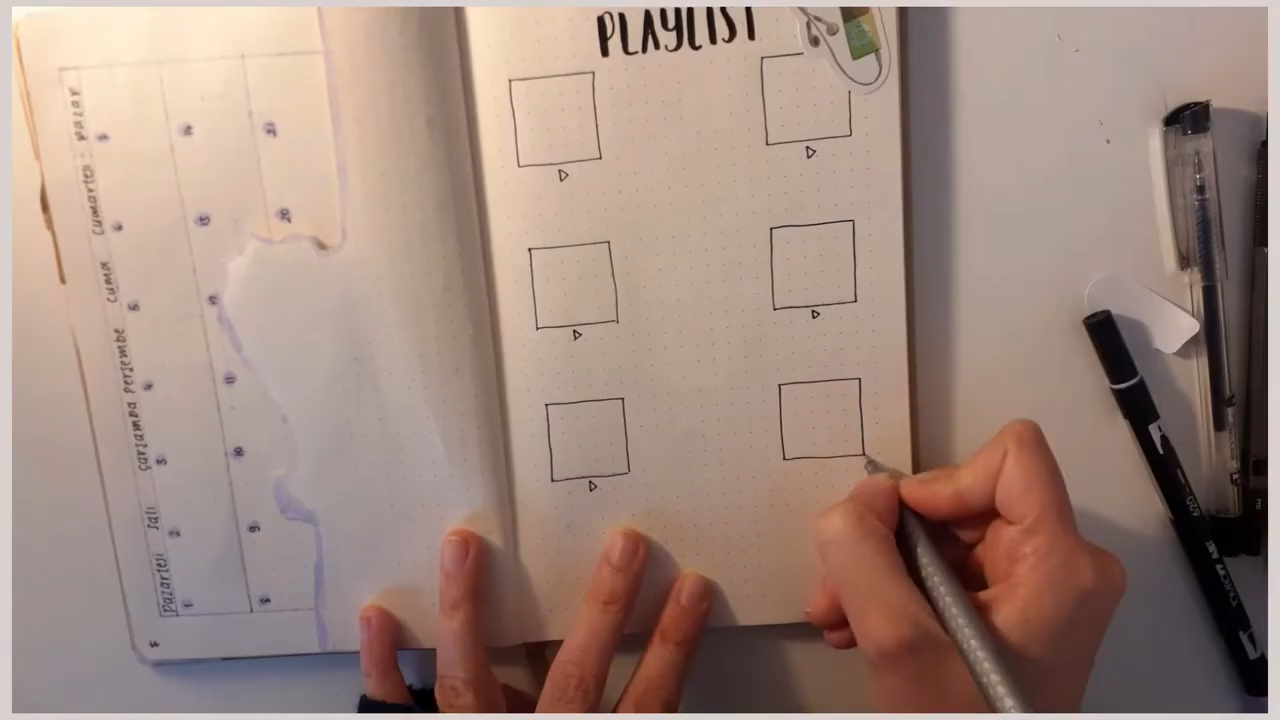 PLAYLIST
pazartesi salı çarşamba perşembe cuma cumartesi pazar
1 2 3 4 5 6
8 9 10 11 12 13 14
20 21
620